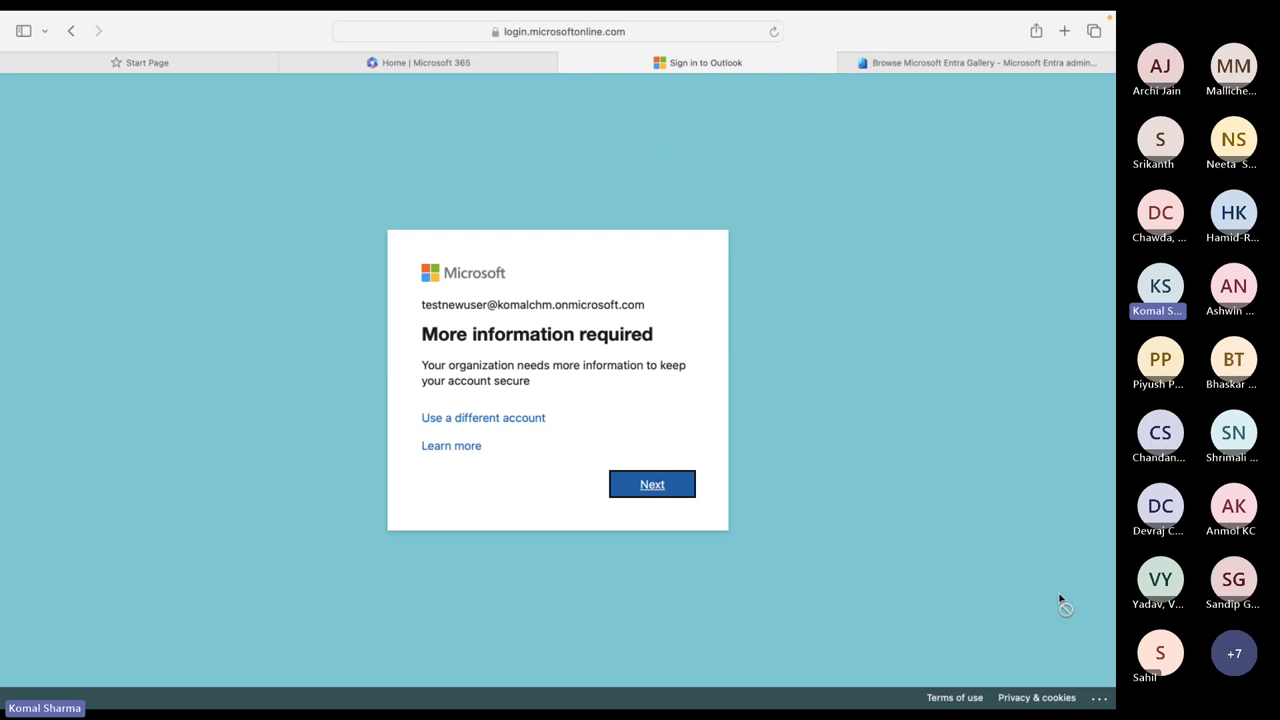 login.microsoftonline.com
Start Page
Home | Microsoft 365
Sign in to Outlook
Browse Microsoft Entra Gallery - Microsoft Entra admin...
Microsoft
testnewuser@komalchm.onmicrosoft.com
More information required
Your organization needs more information to keep
your account secure
Use a different account
Learn more
Next
Terms of use
Privacy & cookies
...
Komal Sharma
AJ
MM
Archi Jain
Malliche...
S
NS
Srikanth
Neeta S...
DC
HK
Chawda, ...
Hamid-R...
KS
AN
Komal S...
Ashwin ...
PP
BT
Piyush P...
Bhaskar ...
CS
SN
Chandan...
Shrimali ...
DC
AK
Devraj C...
Anmol KC
VY
SG
Yadav, V...
Sandip G...
S
+7
Sahil